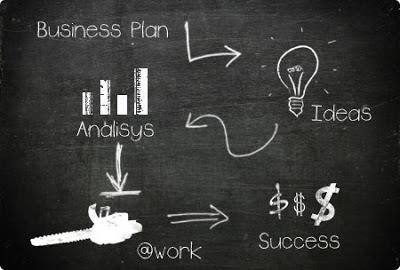 Business Plan
Ideas
Análisys
@work
$ $ $
Success